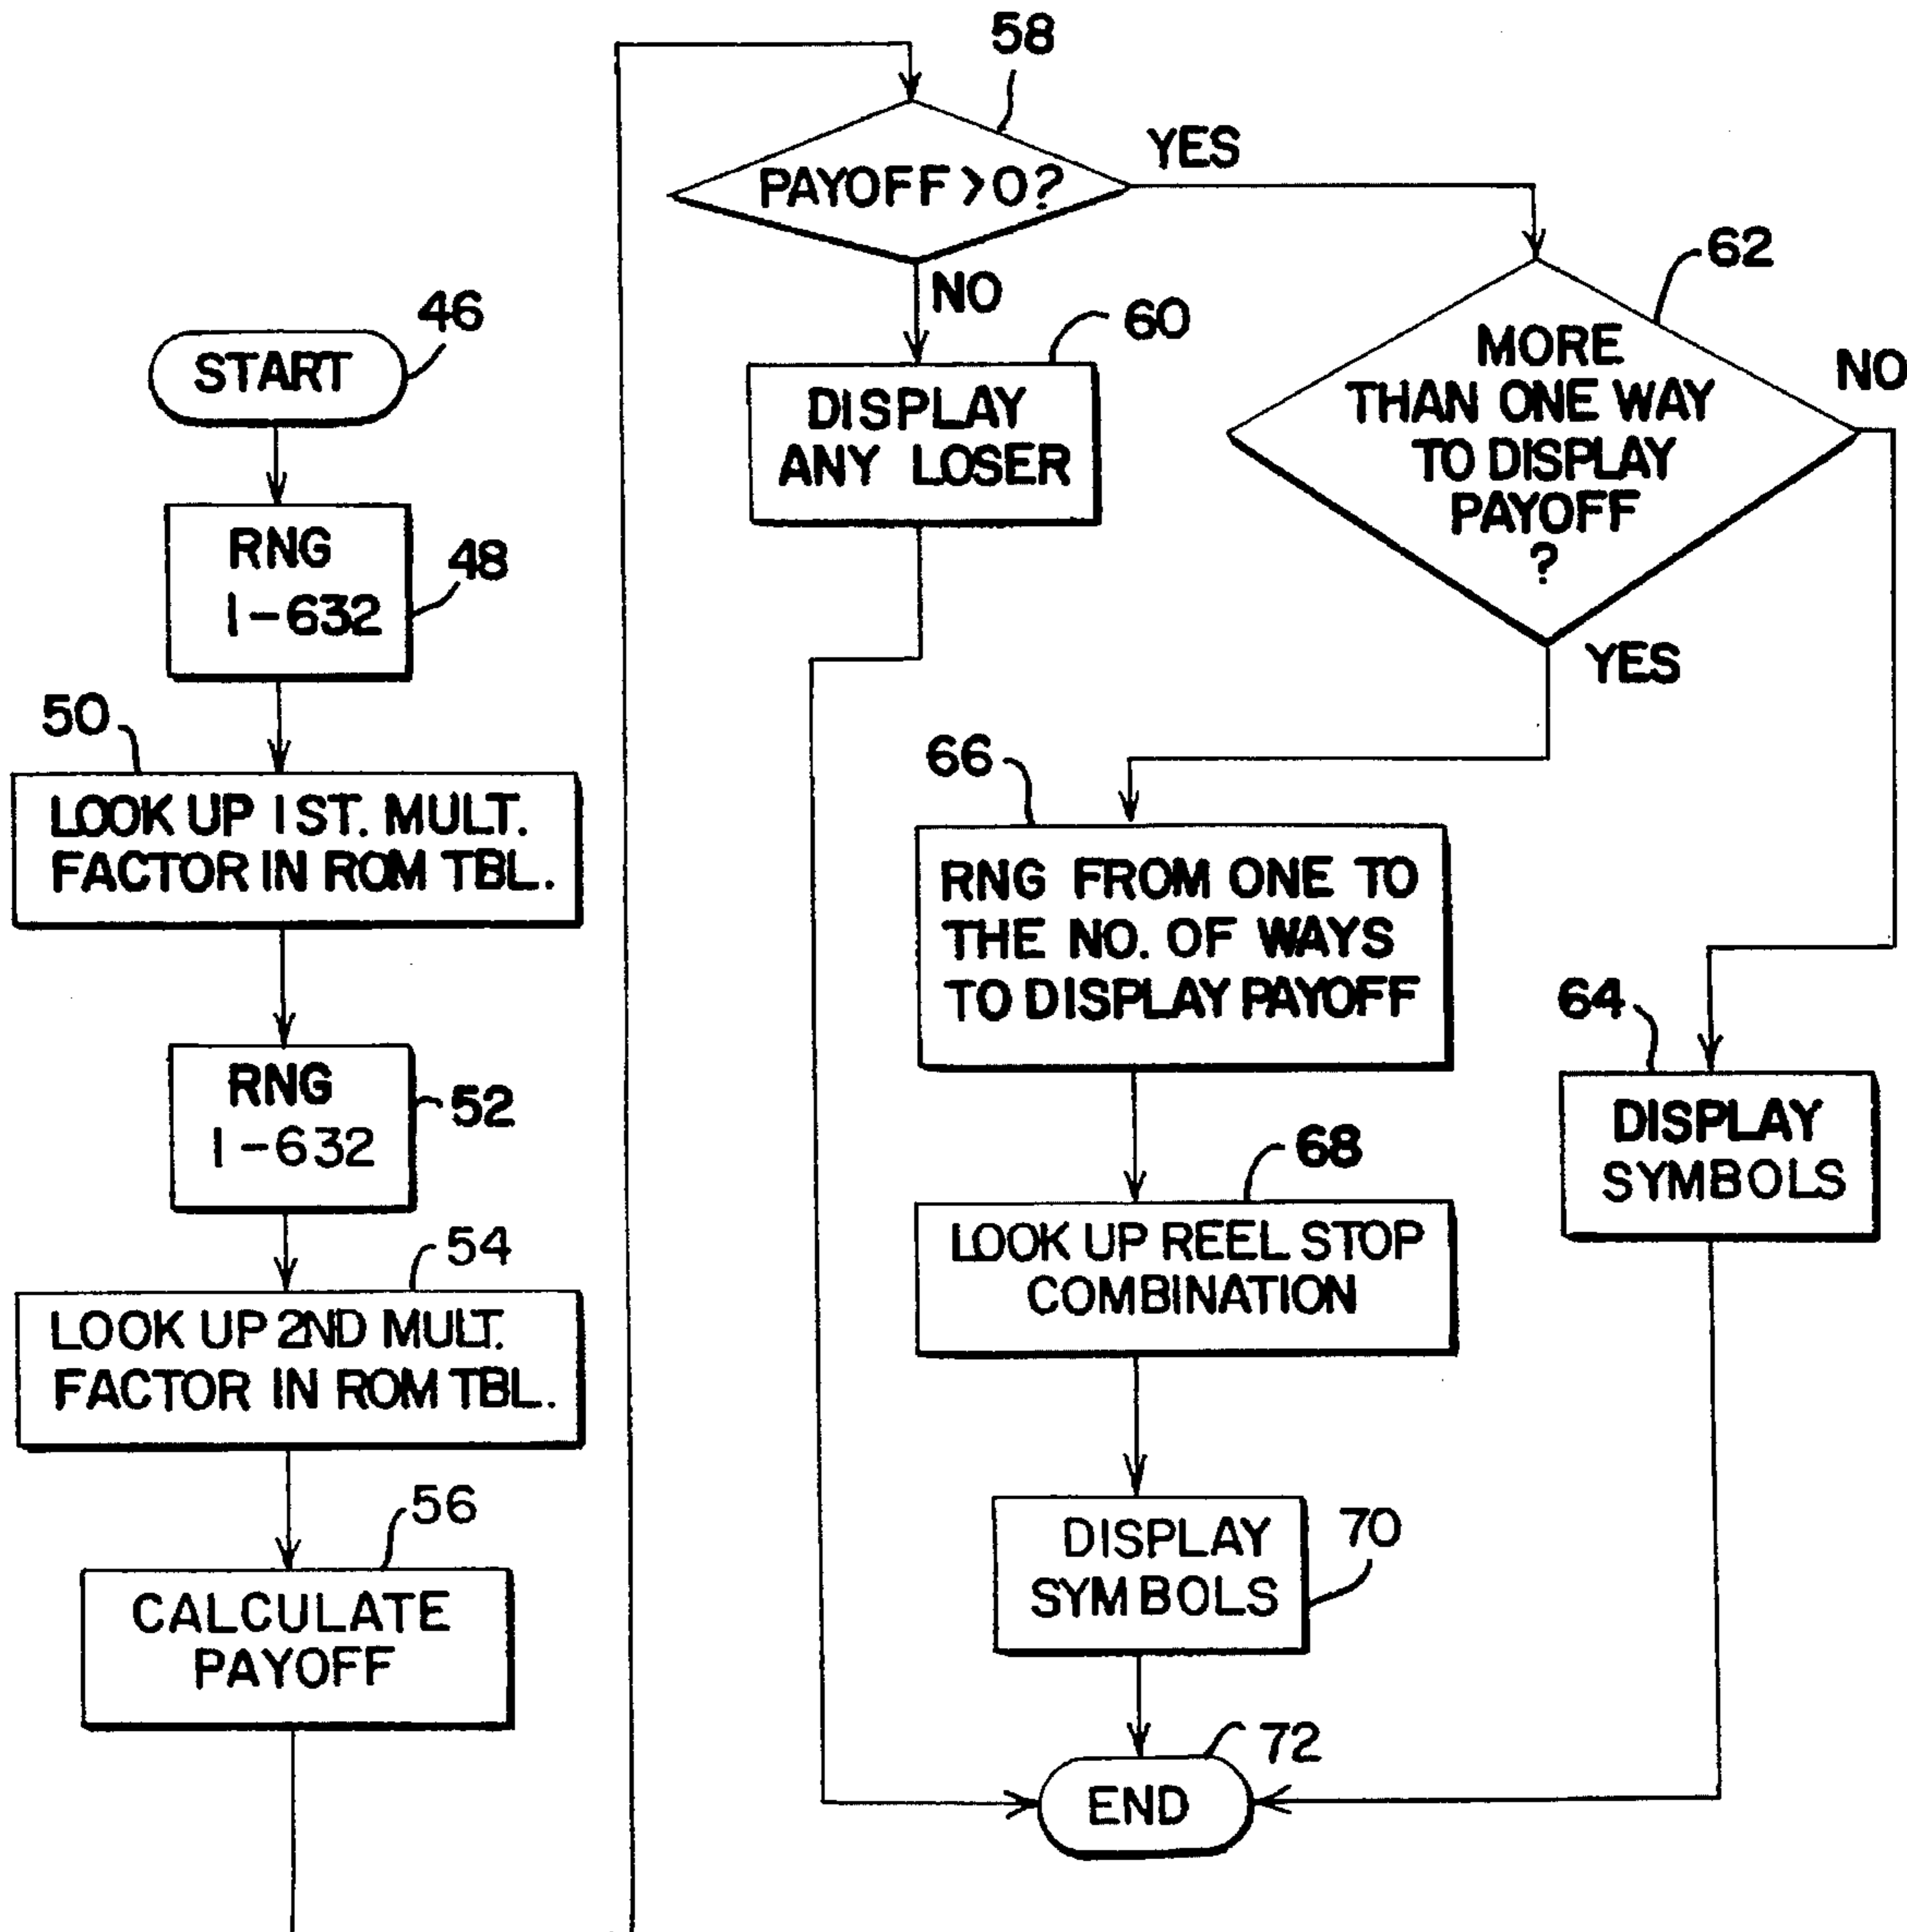 46
START
RNG
1-632
48
50
LOOK UP 1 ST. MULT.
FACTOR IN ROM TBL.
RNG
1-632
52
54
LOOK UP 2ND MULT.
FACTOR IN ROM TBL.
56
CALCULATE
PAYOFF
58
PAYOFF>0?
YES
NO
60
DISPLAY
ANY LOSER
62
MORE
THAN ONE WAY
TO DISPLAY
PAYOFF
?
NO
YES
66
RNG FROM ONE TO
THE NO. OF WAYS
TO DISPLAY PAYOFF
64
DISPLAY
SYMBOLS
68
LOOK UP REEL STOP
COMBINATION
DISPLAY
SYMBOLS
70
72
END